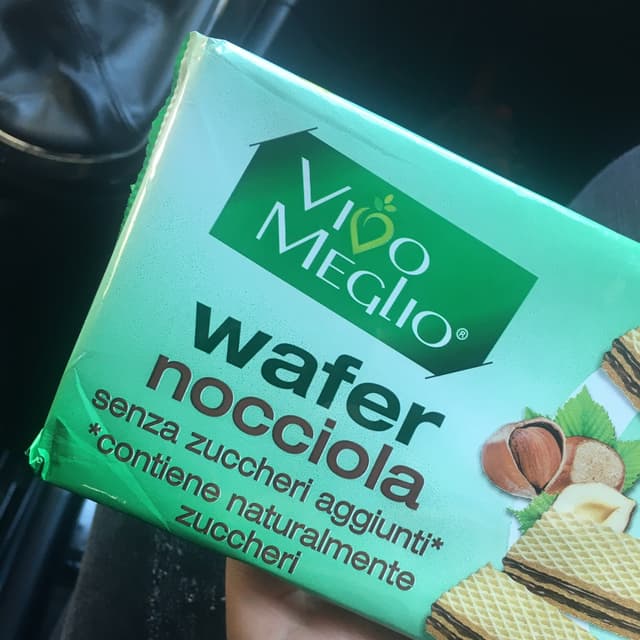 VIVO
MEGLIO®
wafer
nocciola
senza zuccheri aggiunti*
*contiene naturalmente
zuccheri